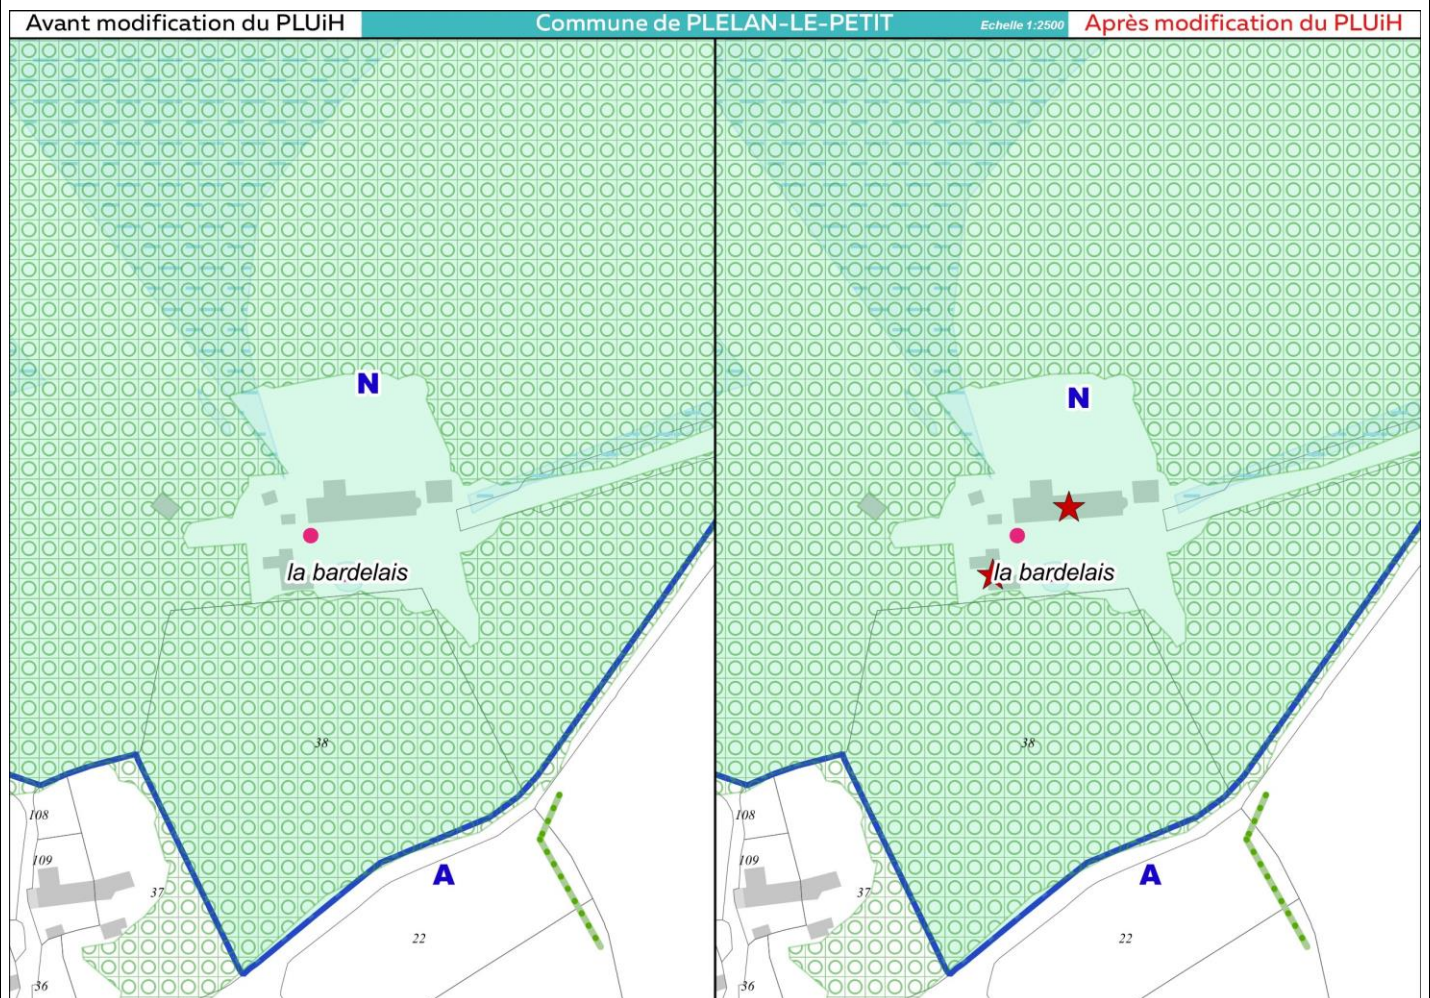 Avant modification du PLUiH
Commune de PLELAN-LE-PETIT
Echelle 1:2500
Après modification du PLUiH
N
la bardelais
38
108
109
37
A
22
36
N
la bardelais
38
108
109
37
A
22
36